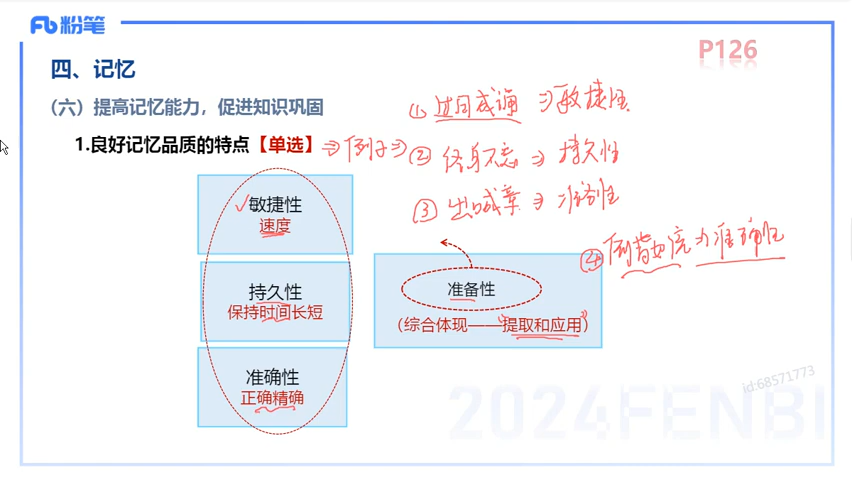 粉笔
P126
四、记忆
（六）提高记忆能力，促进知识巩固
① 过目成诵 ⇒ 敏捷性
1.良好记忆品质的特点【单选】⇒ 例子 ⇒ ② 终身不忘 ⇒ 持久性
③ 出口成章 ⇒ 准备性
④ 倒背如流 为准确性
敏捷性
速度
持久性
保持时间长短
准确性
正确精确
准备性
（综合体现——提取和应用）
id:68571773
2024FENBI